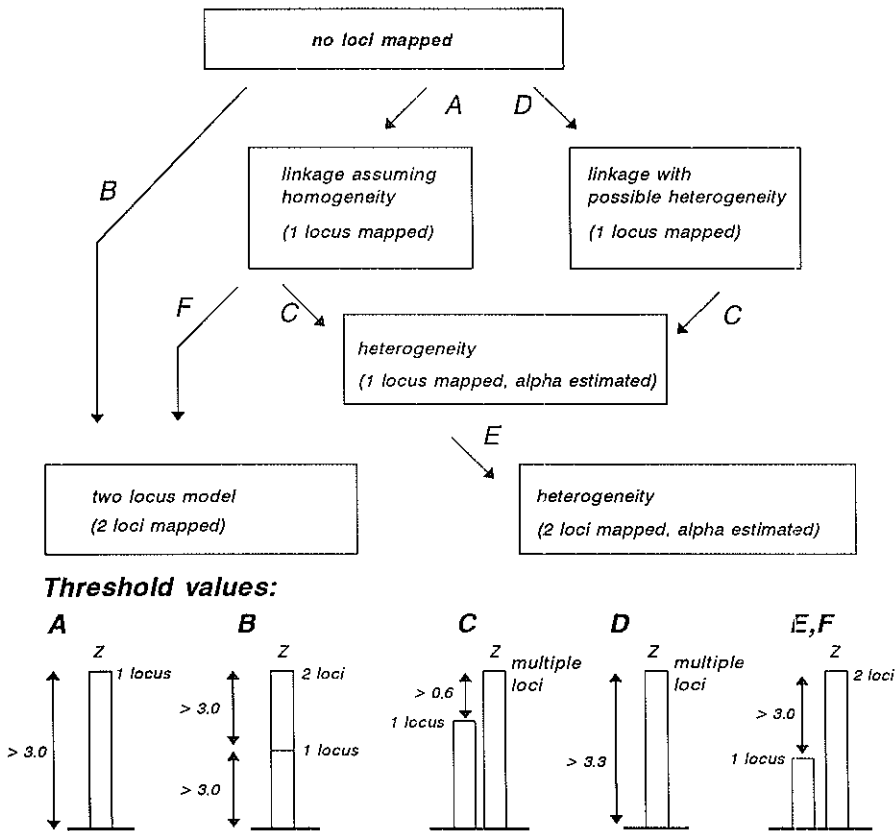 no loci mapped
A
D
B
linkage assuming
homogeneity
(1 locus mapped)
linkage with
possible heterogeneity
(1 locus mapped)
F
C
C
heterogeneity
(1 locus mapped, alpha estimated)
E
two locus model
(2 loci mapped)
heterogeneity
(2 loci mapped, alpha estimated)
Threshold values:
A
Z
1 locus
> 3.0
B
Z
2 loci
> 3.0
1 locus
> 3.0
C
Z
multiple
loci
> 0.6
1 locus
D
Z
multiple
loci
> 3.3
E,F
Z
2 loci
> 3.0
1 locus